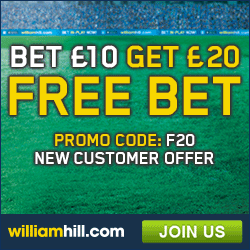 BET £10 GET £20
FREE BET
PROMO CODE: F20
NEW CUSTOMER OFFER
williamhill.com
JOIN US